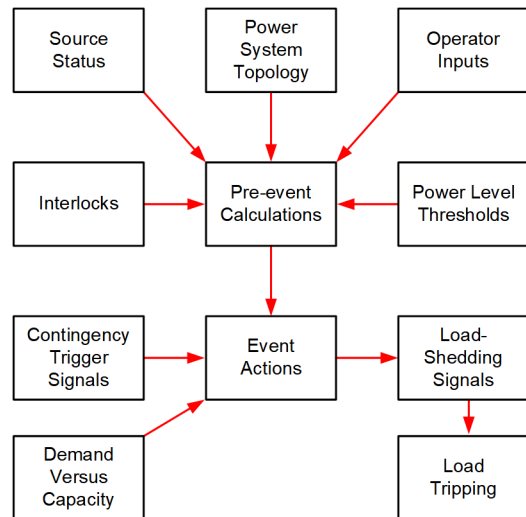 Source
Status
Power
System
Topology
Operator
Inputs
Interlocks
Pre-event
Calculations
Power Level
Thresholds
Contingency
Trigger
Signals
Event
Actions
Load-
Shedding
Signals
Demand
Versus
Capacity
Load
Tripping